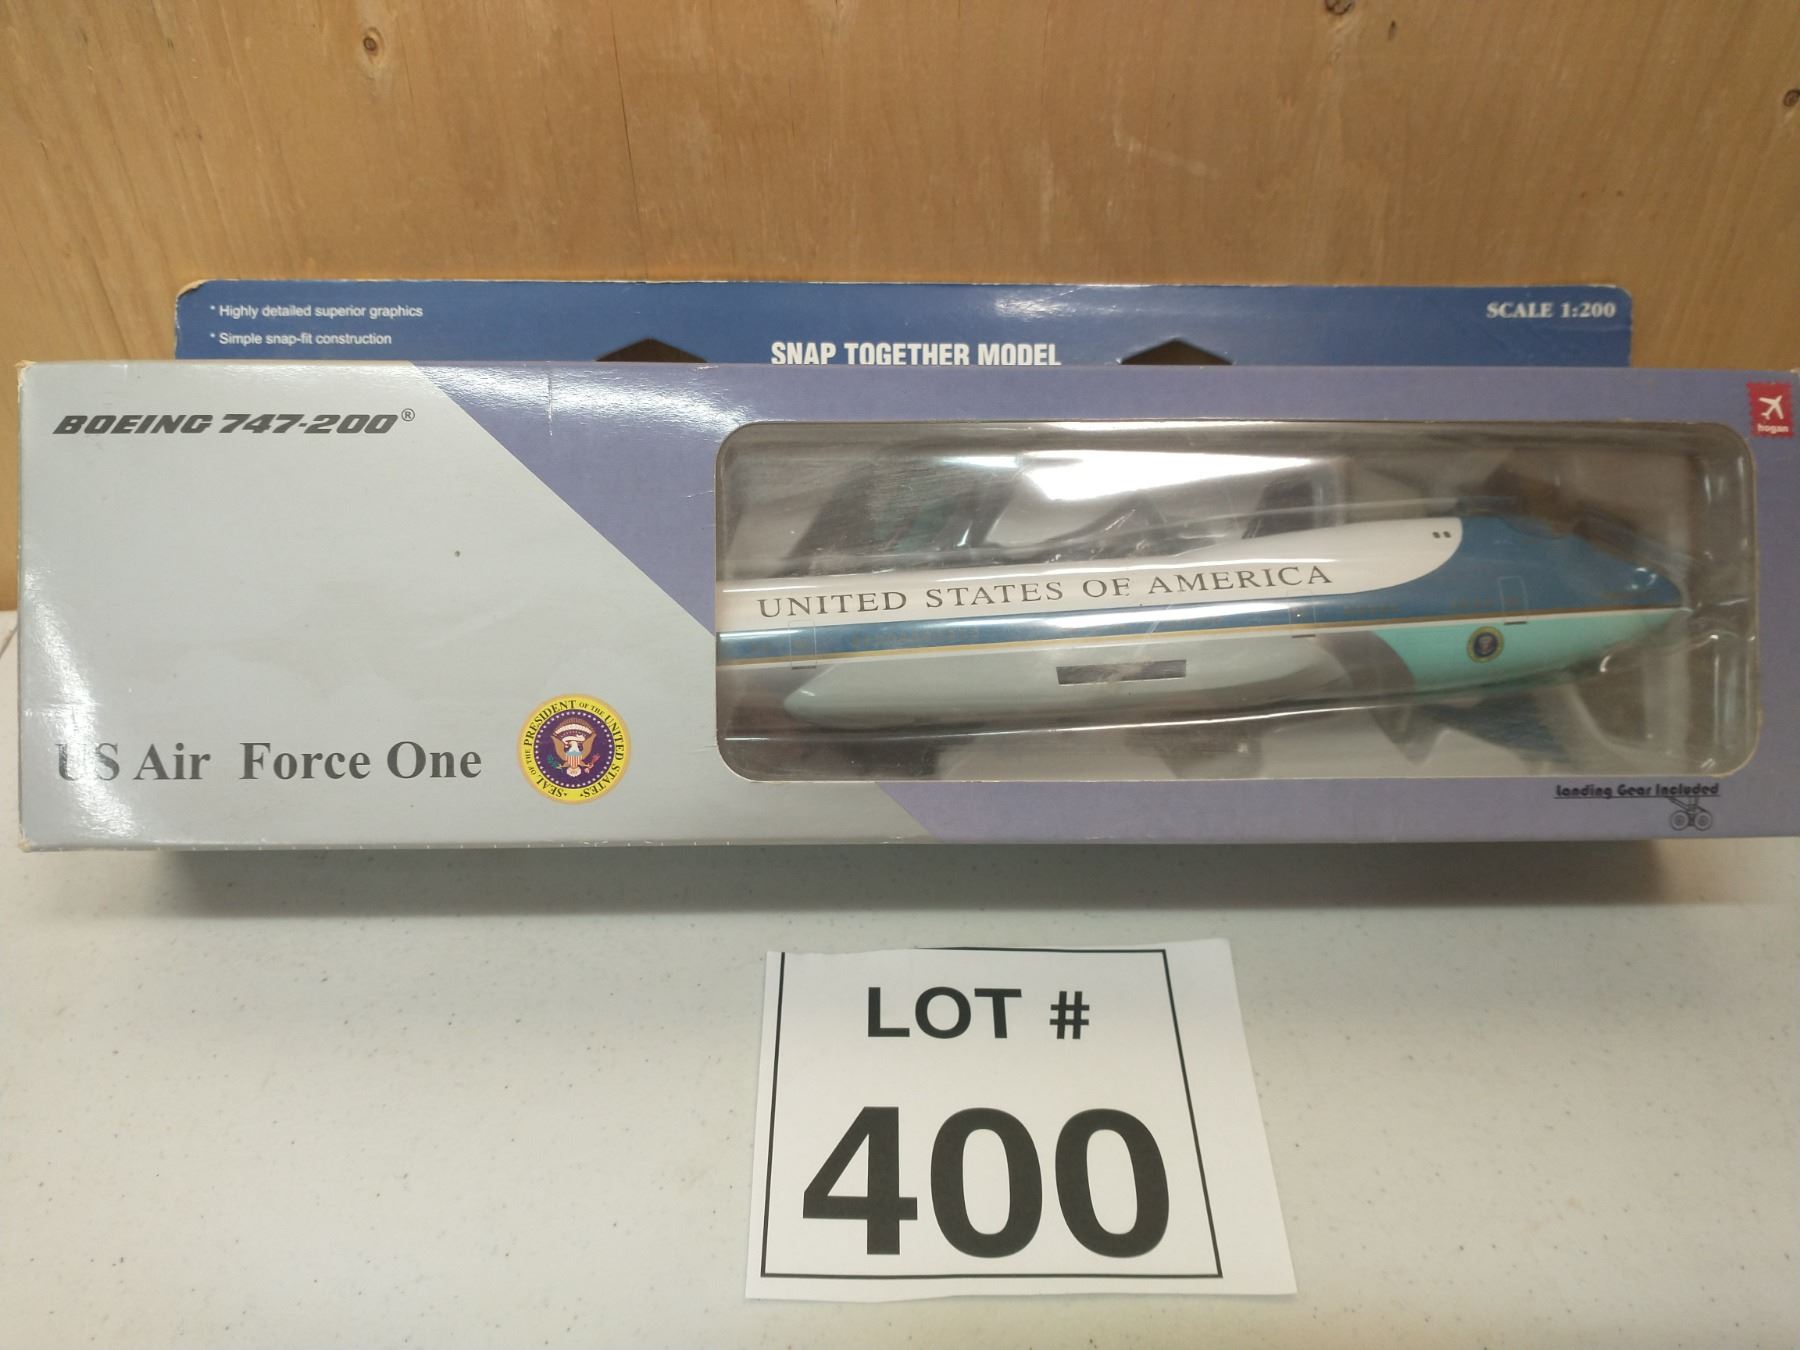 * Highly detailed superior graphics
SCALE 1:200
* Simple snap-fit construction
SNAP TOGETHER MODEL
BOEING 747-200®
hogan
UNITED STATES OF AMERICA
US Air Force One
SEAL OF THE PRESIDENT OF THE UNITED STATES
Landing Gear Included
LOT #
400